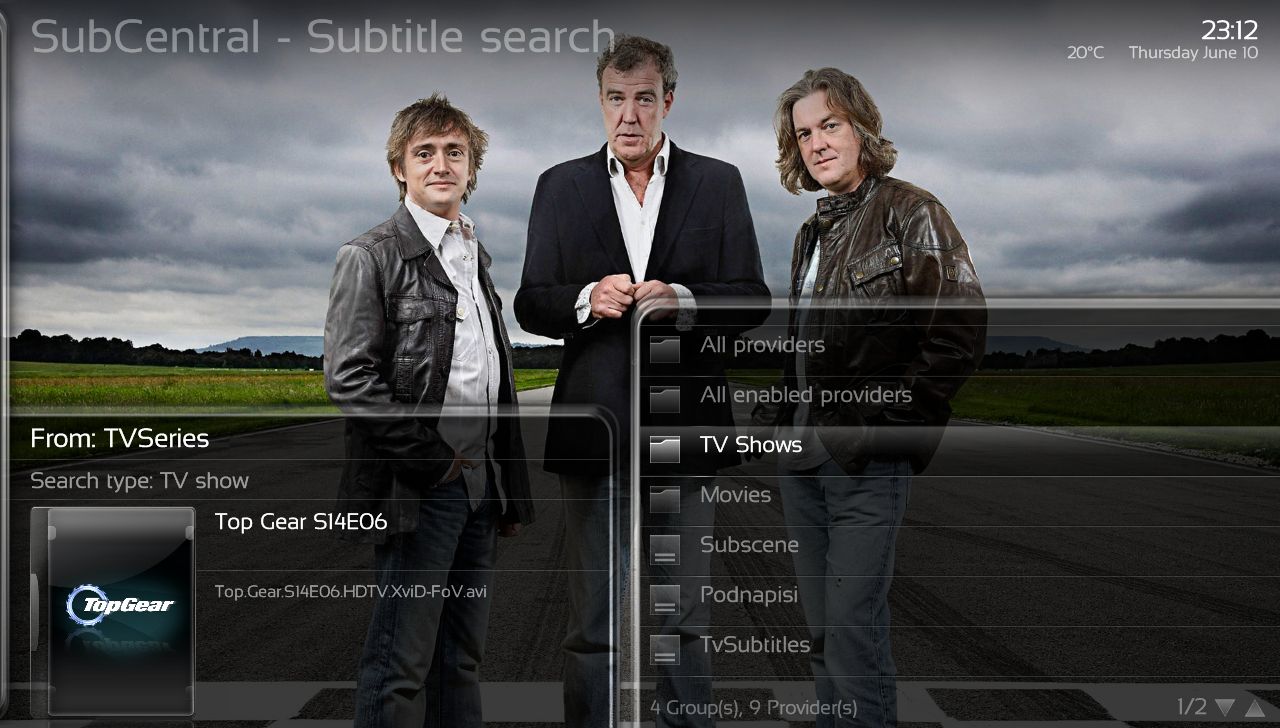 SubCentral - Subtitle search
23:12
20°C Thursday June 10
From: TVSeries
Search type: TV show
Top Gear S14E06
Top.Gear.S14E06.HDTV.XviD-FoV.avi
TopGear
All providers
All enabled providers
TV Shows
Movies
Subscene
Podnapisi
TvSubtitles
4 Group(s), 9 Provider(s)
1/2